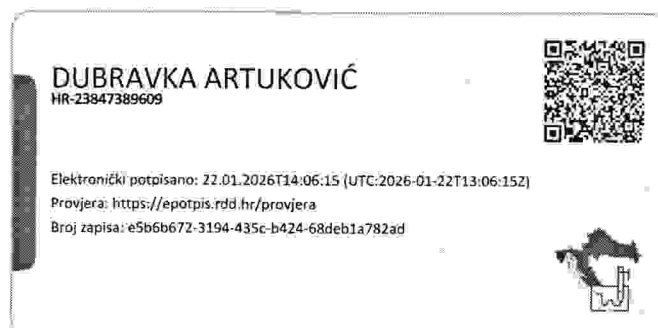 DUBRAVKA ARTUKOVIĆ
HR-23847389609
Elektronički potpisano: 22.01.2026T14:06:15 (UTC:2026-01-22T13:06:15Z)
Provjera: https://epotpis.rdd.hr/provjera
Broj zapisa: e5b6b672-3194-435c-b424-68deb1a782ad